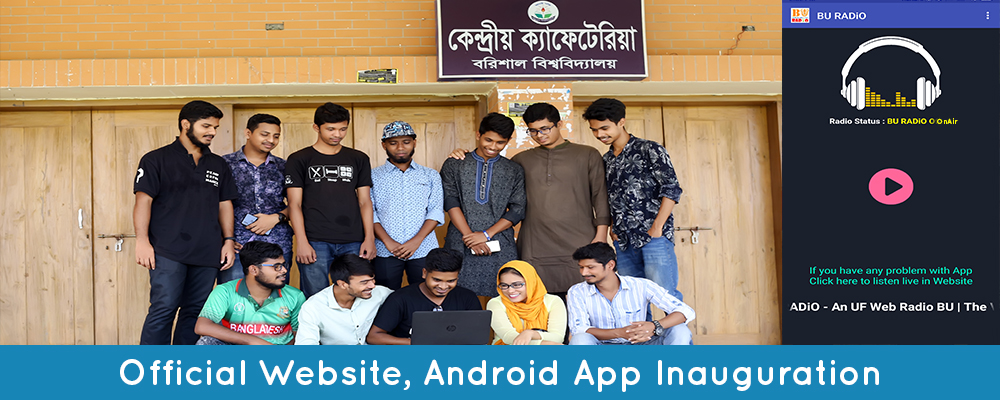 কেন্দ্রীয় ক্যাফেটেরিয়া
বরিশাল বিশ্ববিদ্যালয়
BANGLADESH
BU RADiO
BU
Radio Status : BU RADiO OnAir
If you have any problem with App
Click here to listen live in Website
ADiO - An UF Web Radio BU | The
Official Website, Android App Inauguration